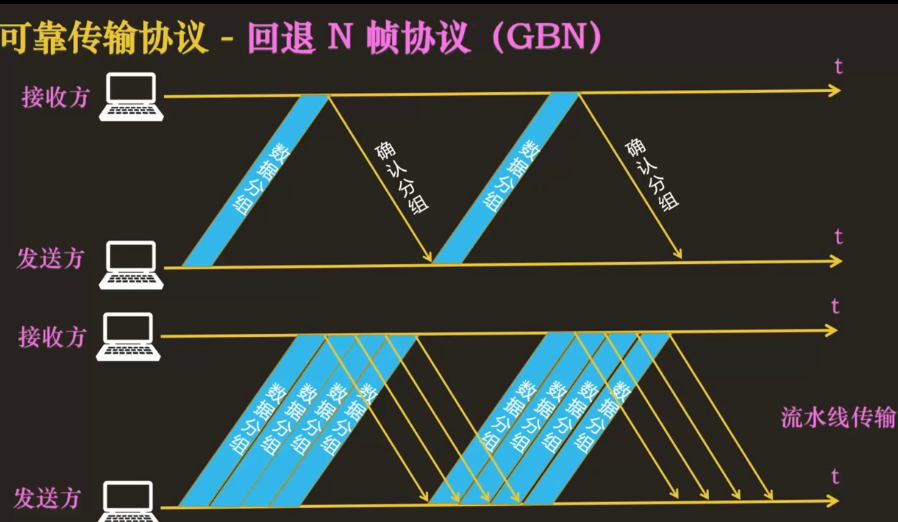 可靠传输协议 - 回退 N 帧协议（GBN）
t
接收方
数据分组
确认分组
数据分组
确认分组
t
发送方
t
接收方
数据分组
数据分组
数据分组
数据分组
数据分组
数据分组
数据分组
数据分组
流水线传输
t
发送方